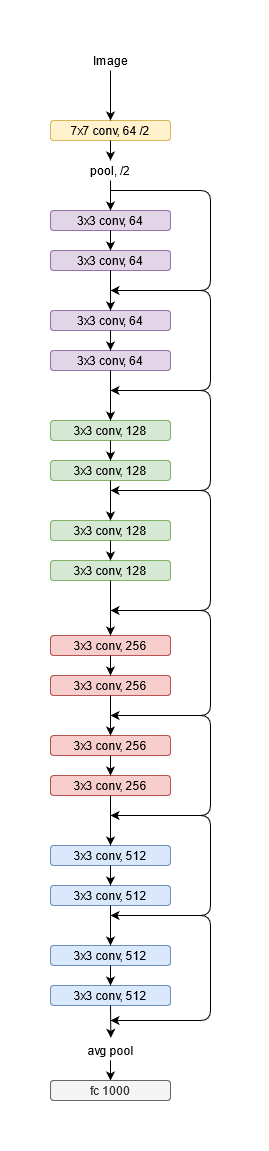 Image
7x7 conv, 64 /2
pool, /2
3x3 conv, 64
3x3 conv, 64
3x3 conv, 64
3x3 conv, 64
3x3 conv, 128
3x3 conv, 128
3x3 conv, 128
3x3 conv, 128
3x3 conv, 256
3x3 conv, 256
3x3 conv, 256
3x3 conv, 256
3x3 conv, 512
3x3 conv, 512
3x3 conv, 512
3x3 conv, 512
avg pool
fc 1000